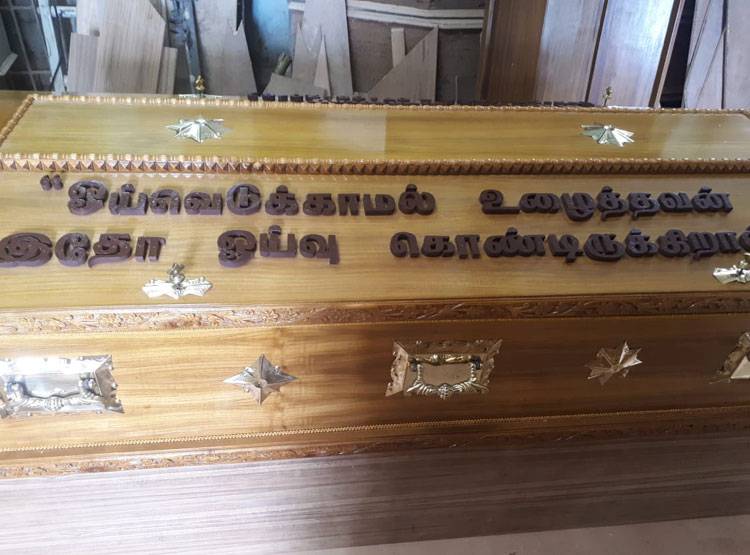 "ஓய்வெடுக்காமல் உழைத்தவன்
இதோ ஓய்வு கொண்டிருக்கிறான்